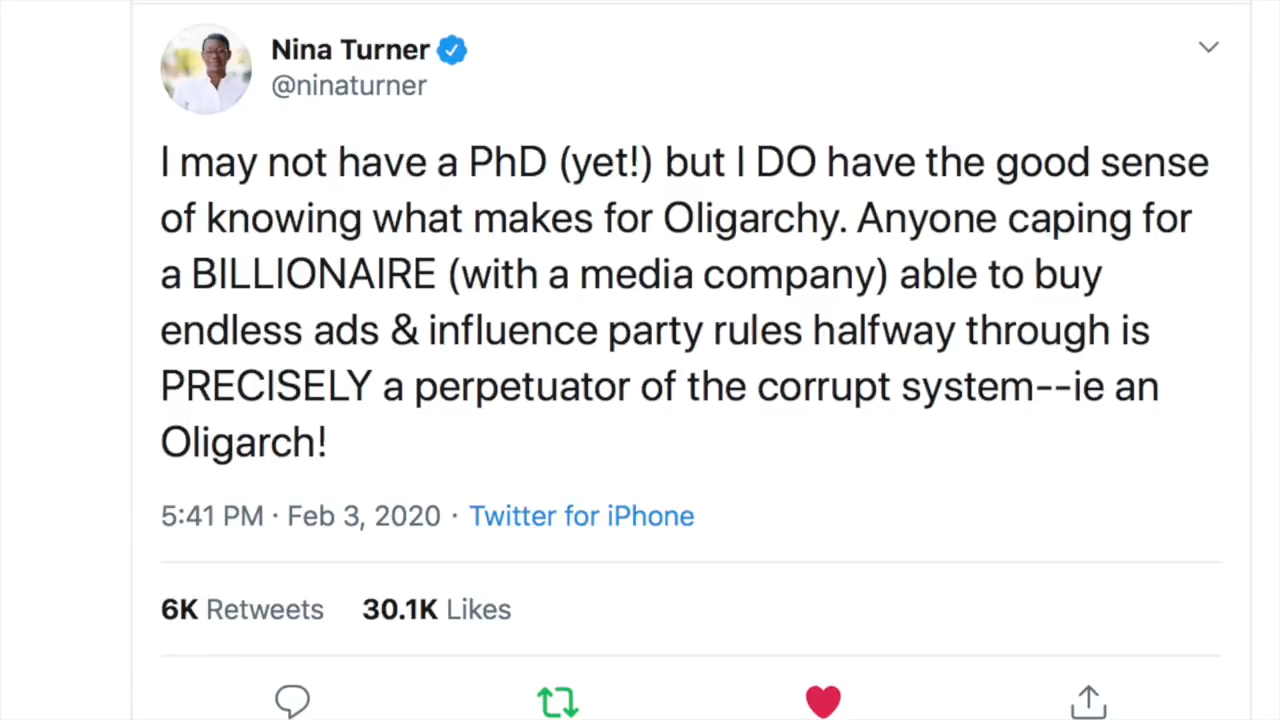 Nina Turner
@ninaturner
I may not have a PhD (yet!) but I DO have the good sense
of knowing what makes for Oligarchy. Anyone caping for
a BILLIONAIRE (with a media company) able to buy
endless ads & influence party rules halfway through is
PRECISELY a perpetuator of the corrupt system--ie an
Oligarch!
5:41 PM · Feb 3, 2020 · Twitter for iPhone
6K Retweets 30.1K Likes